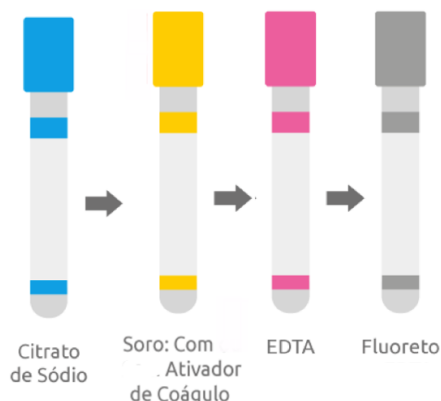 Citrato
de Sódio
Soro: Com
Ativador
de Coágulo
EDTA
Fluoreto